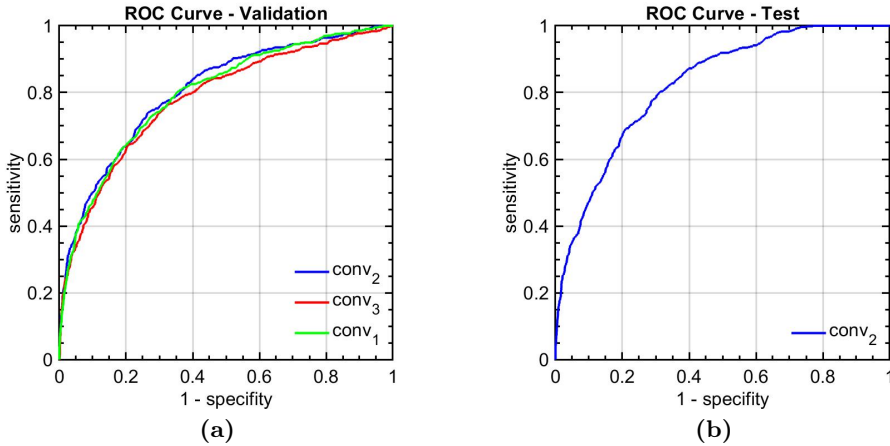 ROC Curve - Validation
1
0.8
0.6
0.4
0.2
0
sensitivity
conv2
conv3
conv1
0 0.2 0.4 0.6 0.8 1
1 - specifity
(a)
ROC Curve - Test
1
0.8
0.6
0.4
0.2
0
sensitivity
conv2
0 0.2 0.4 0.6 0.8 1
1 - specifity
(b)